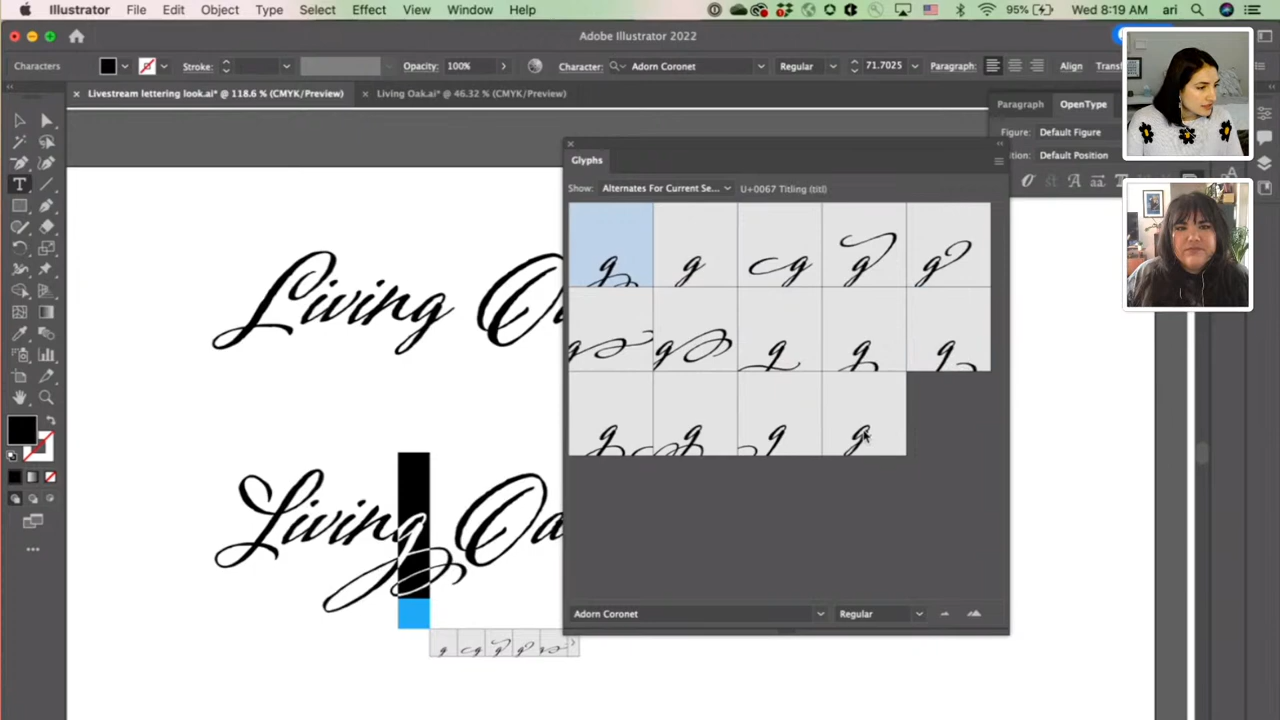 Illustrator File Edit Object Type Select Effect View Window Help 95% Wed 8:19 AM ari
Adobe Illustrator 2022
Characters Stroke: Opacity: 100% Character: Adorn Coronet Regular 71.7025 Paragraph: Align
× Livestream lettering look.ai* @ 118.6 % (CMYK/Preview) × Living Oak.ai* @ 46.32 % (CMYK/Preview)
Paragraph OpenType
Figure: Default Figure
Default Position
Glyphs
Show: Alternates For Current Se... U+0067 Titling (titl)
g g g g g
g g g g g
g g g g
Living
Living
g g g g g
Adorn Coronet Regular